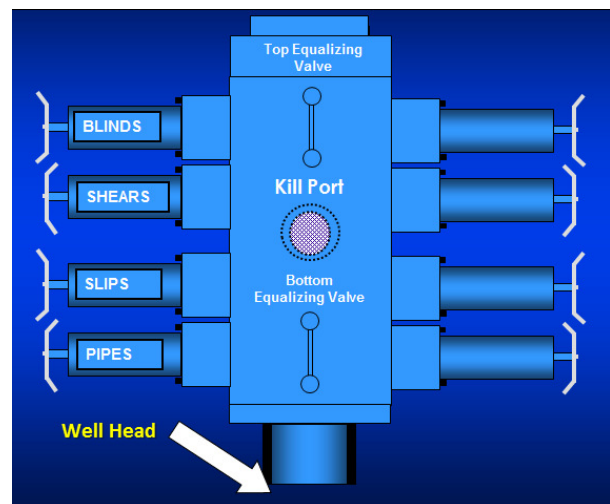 Top Equalizing
Valve
BLINDS
SHEARS
Kill Port
SLIPS
Bottom
Equalizing Valve
PIPES
Well Head